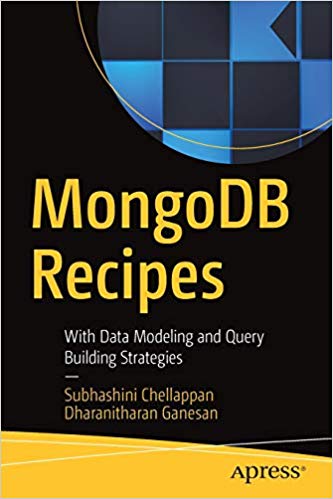 MongoDB
Recipes
With Data Modeling and Query
Building Strategies
—
Subhashini Chellappan
Dharanitharan Ganesan
Apress®